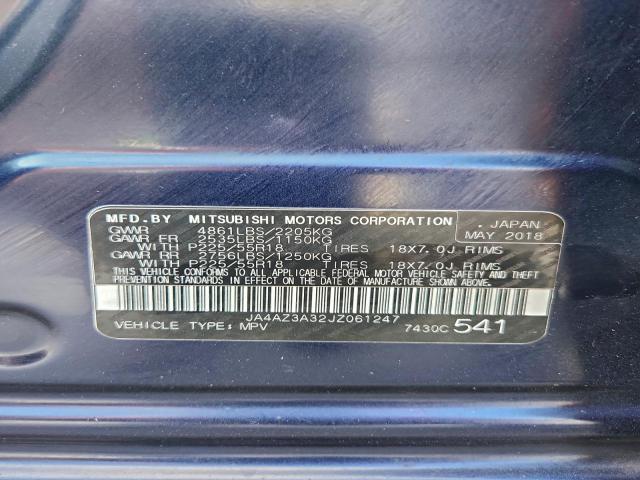 MFD.BY MITSUBISHI MOTORS CORPORATION . JAPAN
GVWR 4861LBS/2205KG MAY 2018
GAWR FR 2535LBS/1150KG
WITH P225/55R18 TIRES 18X7.0J RIMS
GAWR RR 2756LBS/1250KG
WITH P225/55R18 TIRES 18X7.0J RIMS
THIS VEHICLE CONFORMS TO ALL APPLICABLE FEDERAL MOTOR VEHICLE SAFETY AND THEFT
PREVENTION STANDARDS IN EFFECT ON THE DATE OF MANUFACTURE SHOWN ABOVE.
JA4AZ3A32JZ061247
VEHICLE TYPE: MPV 7430C 541